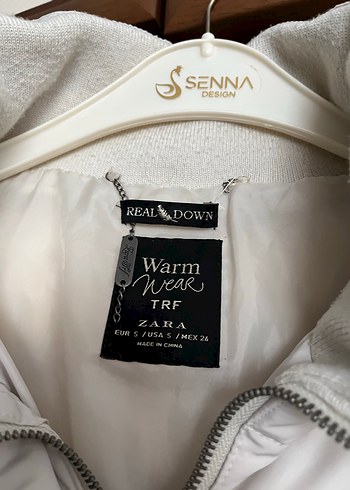 SENNA
DESIGN
REAL DOWN
Warm
Wear
TRF
ZARA
EUR S / USA S / MEX 26
MADE IN CHINA